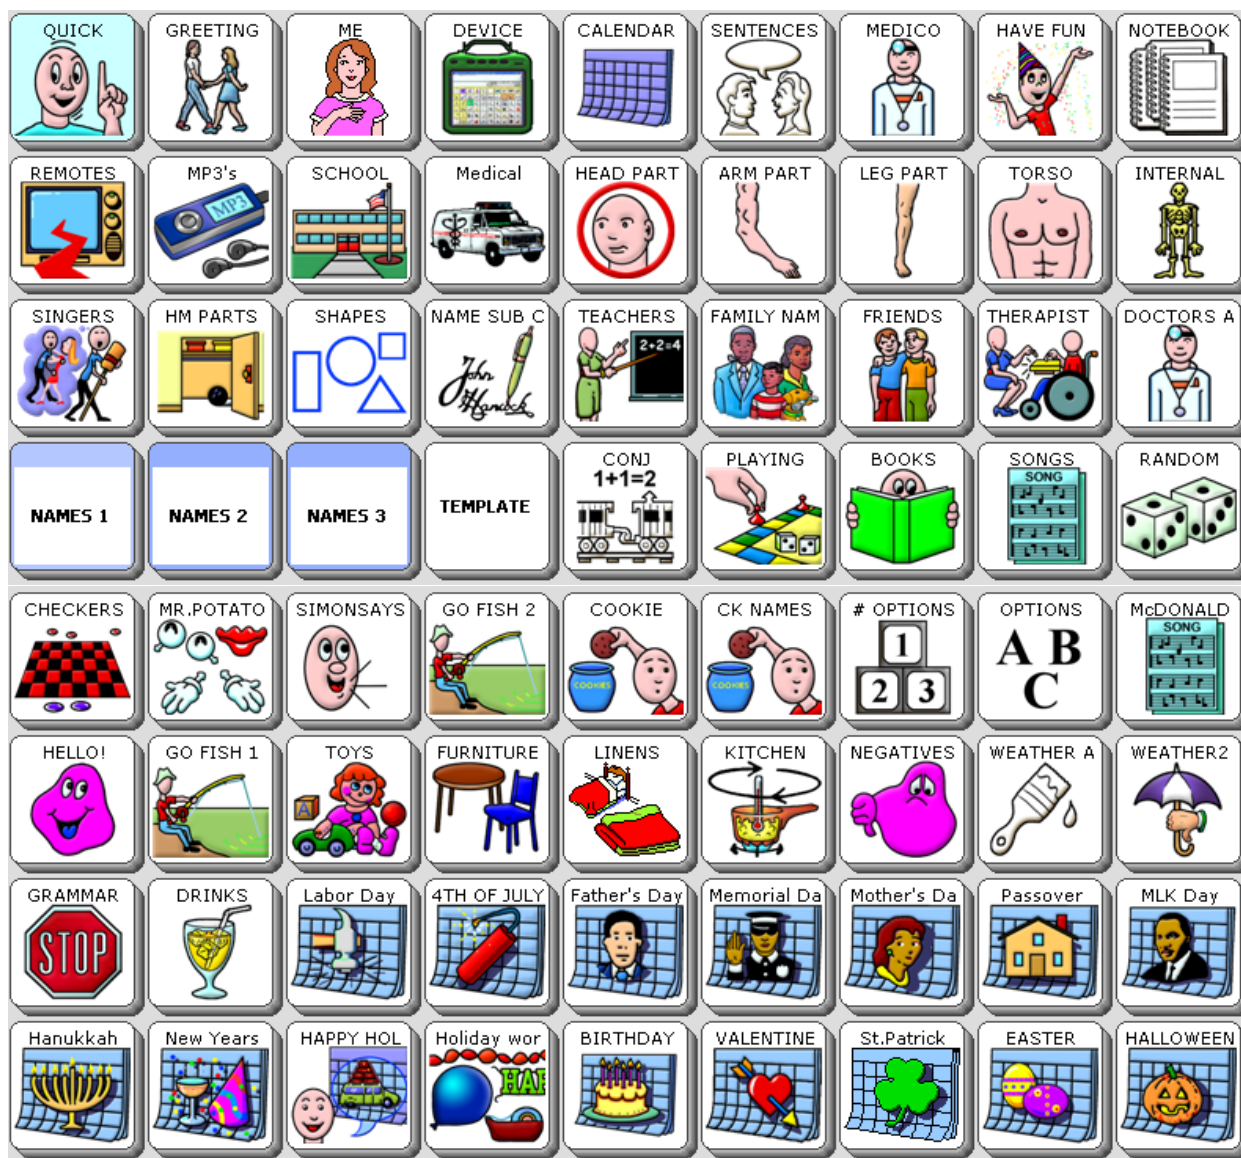 QUICK
GREETING
ME
DEVICE
CALENDAR
SENTENCES
MEDICO
HAVE FUN
NOTEBOOK
REMOTES
MP3's
MP3
SCHOOL
Medical
HEAD PART
ARM PART
LEG PART
TORSO
INTERNAL
SINGERS
HM PARTS
SHAPES
NAME SUB C
John
Hancock
TEACHERS
2+2=4
FAMILY NAM
FRIENDS
THERAPIST
DOCTORS A
NAMES 1
NAMES 2
NAMES 3
TEMPLATE
CONJ
1+1=2
PLAYING
BOOKS
SONGS
SONG
RANDOM
CHECKERS
MR.POTATO
SIMONSAYS
GO FISH 2
COOKIE
COOKIES
CK NAMES
COOKIES
# OPTIONS
1
2 3
OPTIONS
A B
C
McDONALD
SONG
HELLO!
GO FISH 1
TOYS
A
FURNITURE
LINENS
KITCHEN
NEGATIVES
WEATHER A
WEATHER2
GRAMMAR
STOP
DRINKS
Labor Day
4TH OF JULY
Father's Day
Memorial Da
Mother's Da
Passover
MLK Day
Hanukkah
New Years
HAPPY HOL
Holiday wor
HAP
BIRTHDAY
VALENTINE
St.Patrick
EASTER
HALLOWEEN